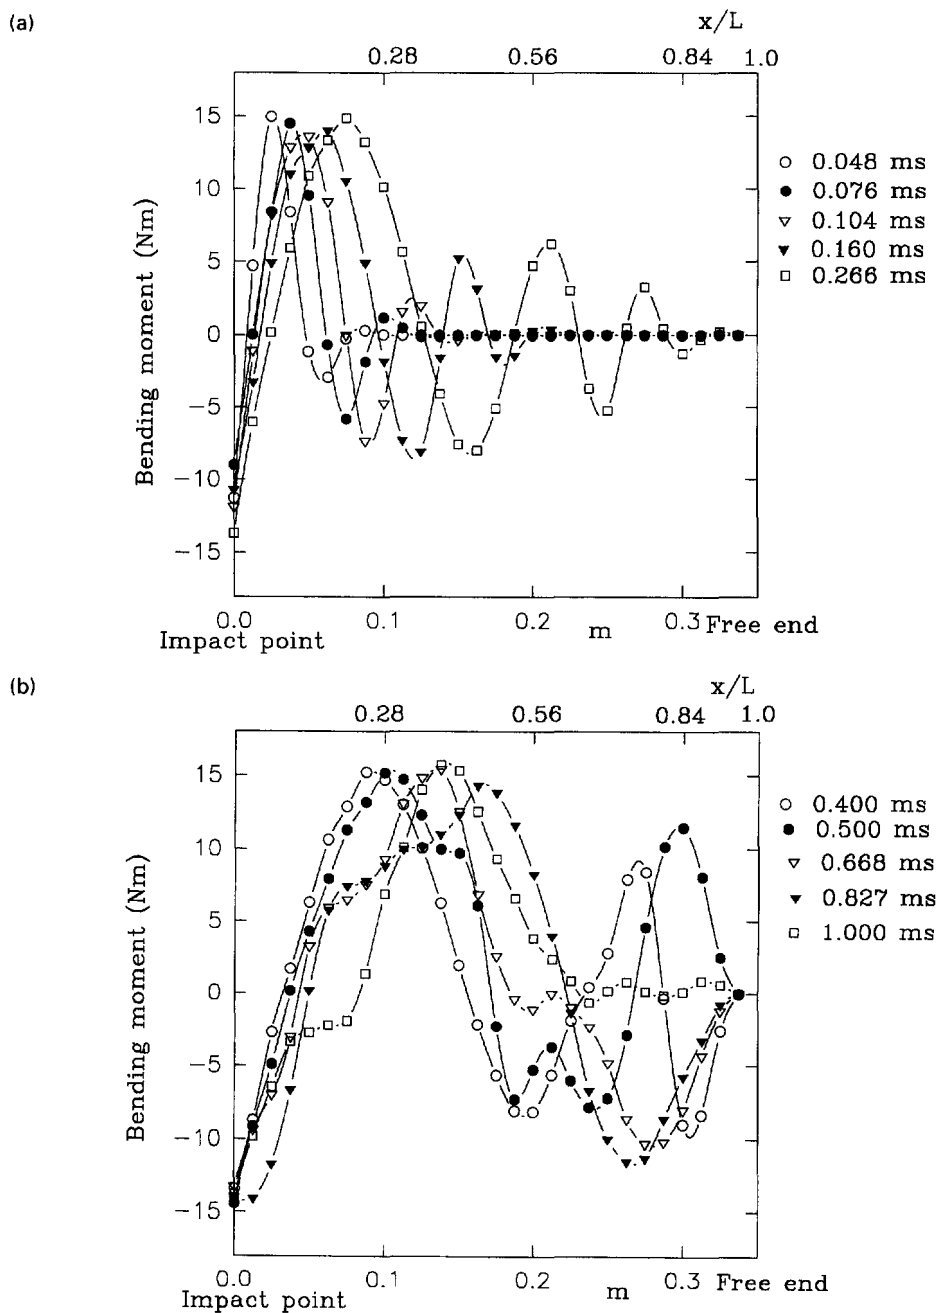 (a)
x/L
0.28 0.56 0.84 1.0
15
10
5
0
−5
−10
−15
Bending moment (Nm)
0.048 ms
0.076 ms
0.104 ms
0.160 ms
0.266 ms
0.0 0.1 0.2 0.3
Impact point m Free end
(b)
x/L
0.28 0.56 0.84 1.0
15
10
5
0
−5
−10
−15
Bending moment (Nm)
0.400 ms
0.500 ms
0.668 ms
0.827 ms
1.000 ms
0.0 0.1 0.2 0.3
Impact point m Free end